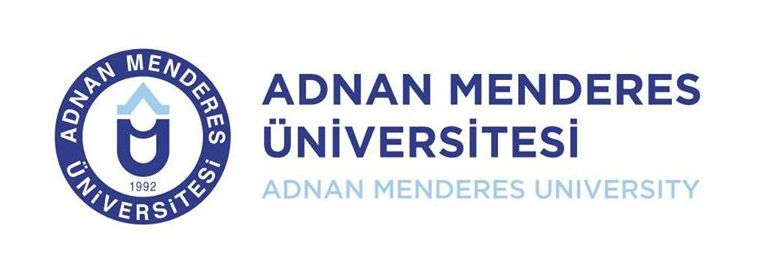 ADNAN MENDERES
ÜNİVERSİTESİ
1992
ADNAN MENDERES
ÜNİVERSİTESİ
ADNAN MENDERES UNIVERSITY